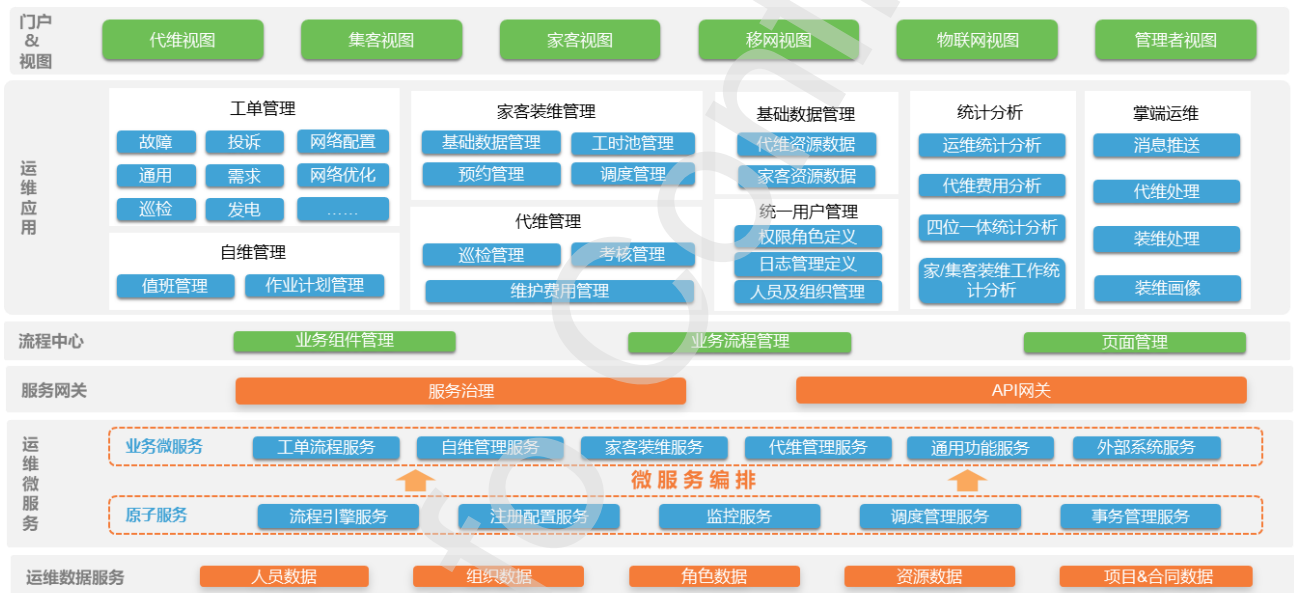 门户
&
视图
代维视图
集客视图
家客视图
移网视图
物联网视图
管理者视图
运
维
应
用
工单管理
故障
投诉
网络配置
通用
需求
网络优化
巡检
发电
……
自维管理
值班管理
作业计划管理
家客装维管理
基础数据管理
工时池管理
预约管理
调度管理
代维管理
巡检管理
考核管理
维护费用管理
基础数据管理
代维资源数据
家客资源数据
统一用户管理
权限角色定义
日志管理定义
人员及组织管理
统计分析
运维统计分析
代维费用分析
四位一体统计分析
家/集客装维工作统
计分析
掌端运维
消息推送
代维处理
装维处理
装维画像
流程中心
业务组件管理
业务流程管理
页面管理
服务网关
服务治理
API网关
运
维
微
服
务
业务微服务
工单流程服务
自维管理服务
家客装维服务
代维管理服务
通用功能服务
外部系统服务
微服务编排
原子服务
流程引擎服务
注册配置服务
监控服务
调度管理服务
事务管理服务
运维数据服务
人员数据
组织数据
角色数据
资源数据
项目&合同数据